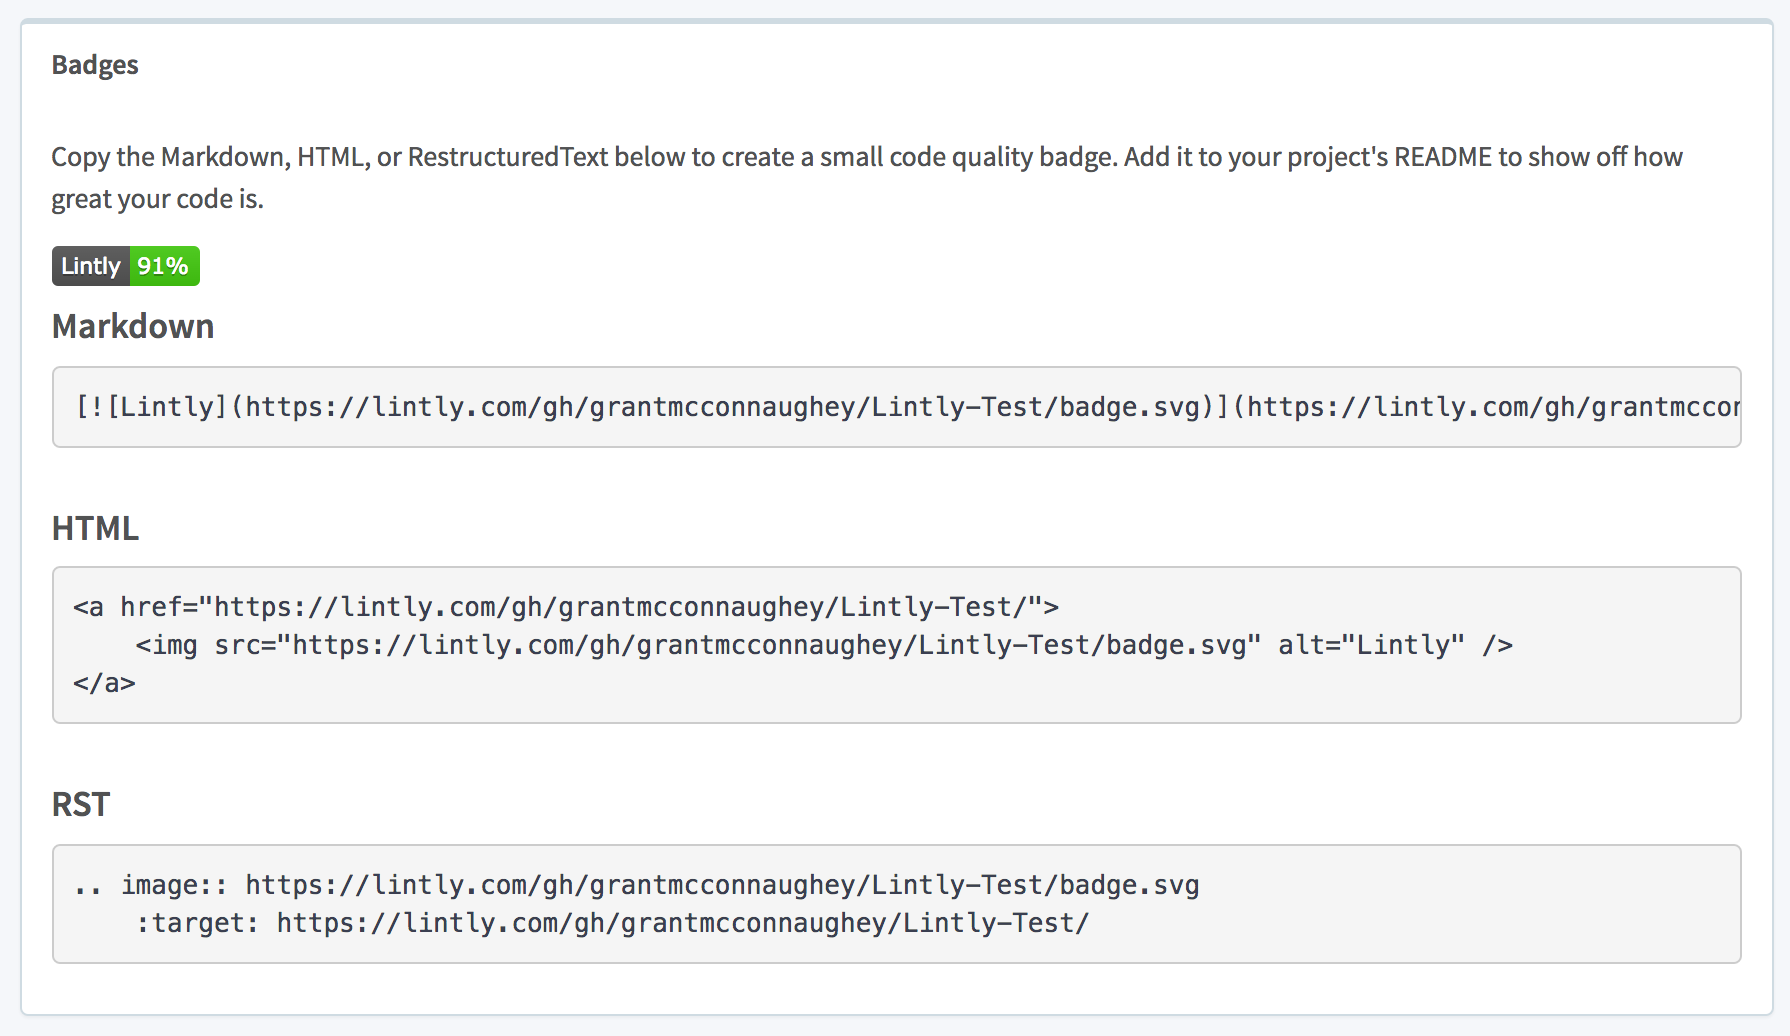 Badges
Copy the Markdown, HTML, or RestructuredText below to create a small code quality badge. Add it to your project's README to show off how
great your code is.
Lintly 91%
Markdown
[![Lintly](https://lintly.com/gh/grantmcconnaughey/Lintly-Test/badge.svg)](https://lintly.com/gh/grantmccon
HTML
<a href="https://lintly.com/gh/grantmcconnaughey/Lintly-Test/">
    <img src="https://lintly.com/gh/grantmcconnaughey/Lintly-Test/badge.svg" alt="Lintly" />
</a>
RST
.. image:: https://lintly.com/gh/grantmcconnaughey/Lintly-Test/badge.svg
    :target: https://lintly.com/gh/grantmcconnaughey/Lintly-Test/